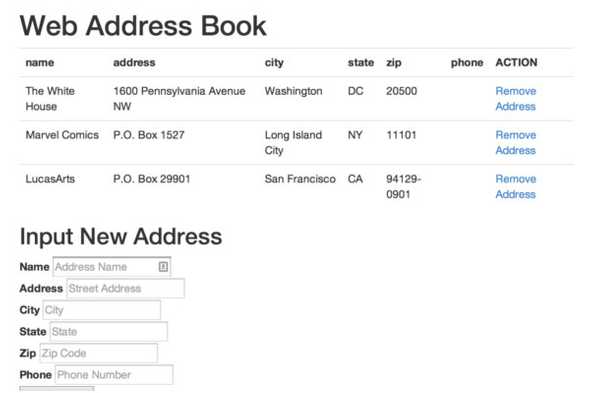 Web Address Book
name address city state zip phone ACTION
The White 1600 Pennsylvania Avenue Washington DC 20500 Remove
House NW Address
Marvel Comics P.O. Box 1527 Long Island NY 11101 Remove
City Address
LucasArts P.O. Box 29901 San Francisco CA 94129- Remove
0901 Address
Input New Address
Name Address Name
Address Street Address
City City
State State
Zip Zip Code
Phone Phone Number